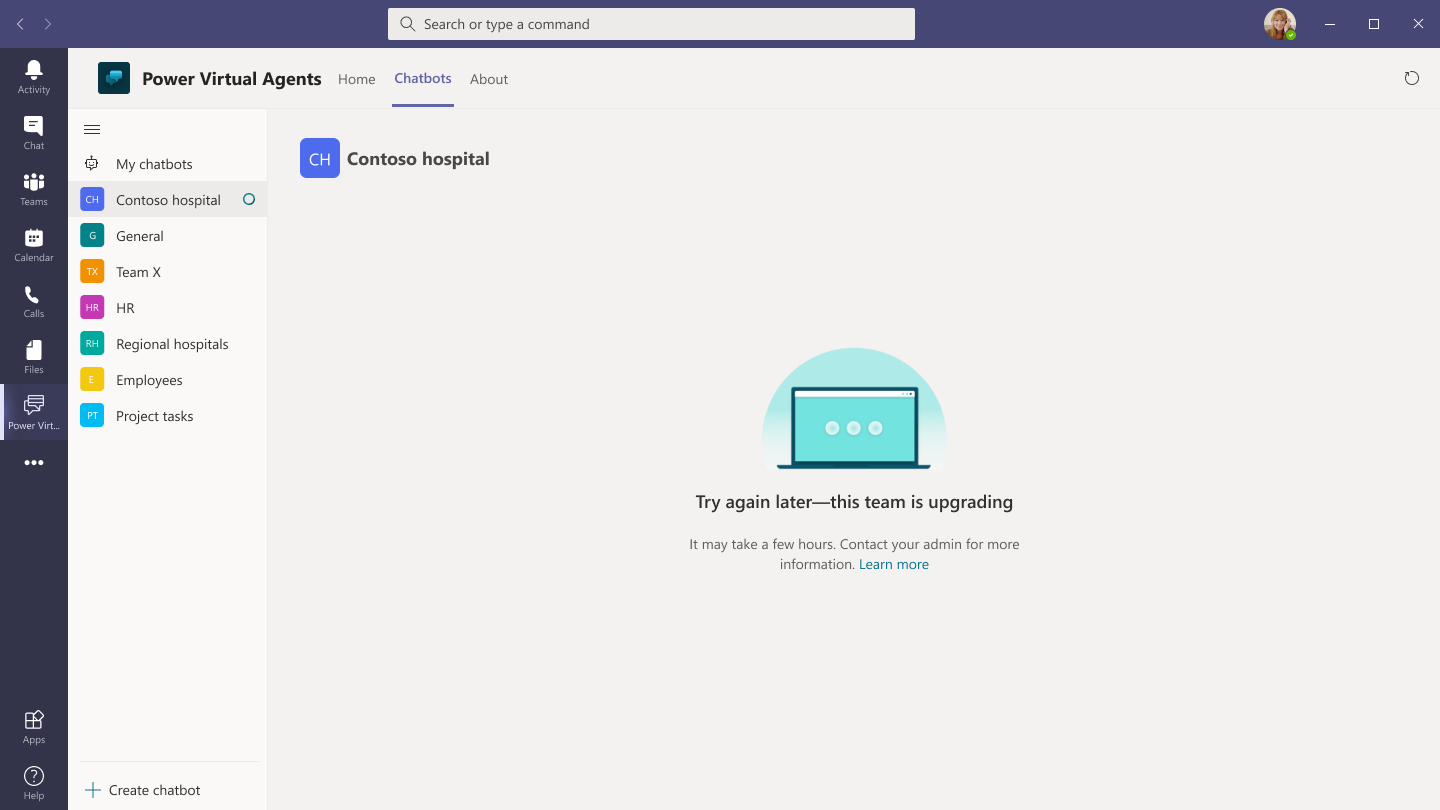 Search or type a command
Activity
Chat
Teams
Calendar
Calls
Files
Power Virt...
Apps
Help
Power Virtual Agents
Home
Chatbots
About
My chatbots
CH Contoso hospital
G General
TX Team X
HR HR
RH Regional hospitals
E Employees
PT Project tasks
Create chatbot
CH Contoso hospital
Try again later—this team is upgrading
It may take a few hours. Contact your admin for more
information. Learn more